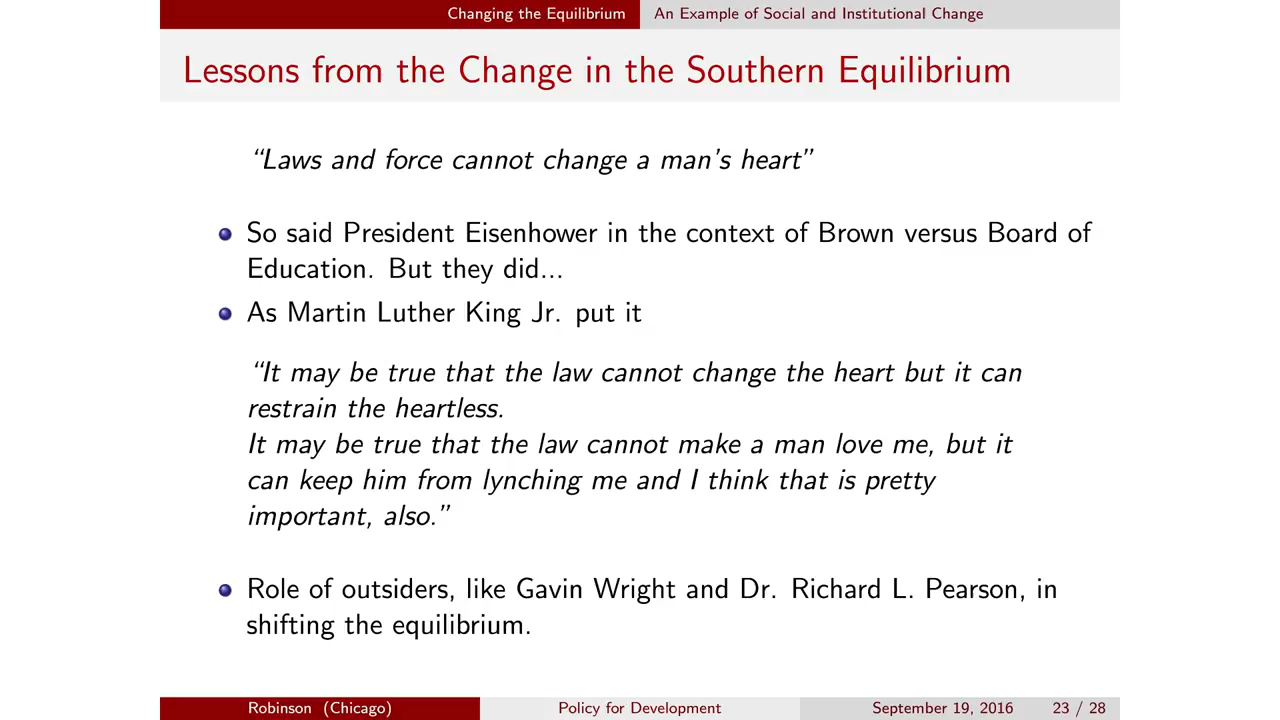 Changing the Equilibrium An Example of Social and Institutional Change
Lessons from the Change in the Southern Equilibrium
“Laws and force cannot change a man’s heart”
So said President Eisenhower in the context of Brown versus Board of
Education. But they did...
As Martin Luther King Jr. put it
“It may be true that the law cannot change the heart but it can
restrain the heartless.
It may be true that the law cannot make a man love me, but it
can keep him from lynching me and I think that is pretty
important, also.”
Role of outsiders, like Gavin Wright and Dr. Richard L. Pearson, in
shifting the equilibrium.
Robinson (Chicago) Policy for Development September 19, 2016 23 / 28